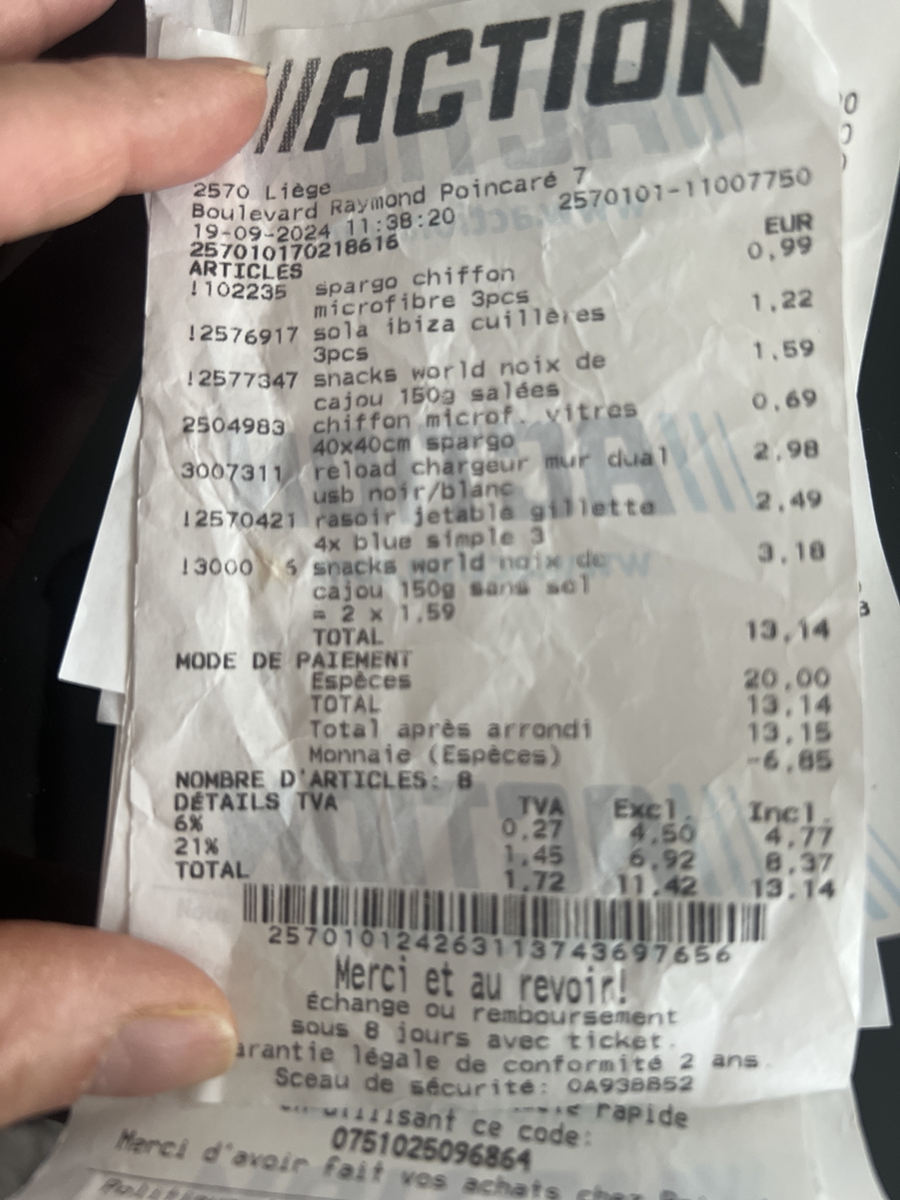 ACTION
2570 Liège
Boulevard Raymond Poincaré 7
19-09-2024 11:38:20 2570101-11007750
257010170218616 EUR
ARTICLES
!102235 spargo chiffon 0,99
microfibre 3pcs
!2576917 sola ibiza cuillères 1,22
3pcs
!2577347 snacks world noix de 1,59
cajou 150g salées
2504983 chiffon microf. vitres 0,69
40x40cm spargo
3007311 reload chargeur mur dual 2,98
usb noir/blanc
!2570421 rasoir jetable gillette 2,49
4x blue simple 3
snacks world noix de 3,18
cajou 150g sans sel
= 2 x 1,59
TOTAL 13,14
MODE DE PAIEMENT
Espèces 20,00
TOTAL 13,14
Total après arrondi 13,15
Monnaie (Espèces) -6,85
NOMBRE D'ARTICLES: 8
DÉTAILS TVA TVA Excl. Incl.
6% 0,27 4,50 4,77
21% 1,45 6,92 8,37
TOTAL 1,72 11,42 13,14
2570101242631137436​97656
Merci et au revoir!
Échange ou remboursement
sous 8 jours avec ticket.
arantie légale de conformité 2 ans.
Sceau de sécurité: 0A93BB52
rapide
ce code:
0751025096864
Merci d'avoir fait vos achats chez